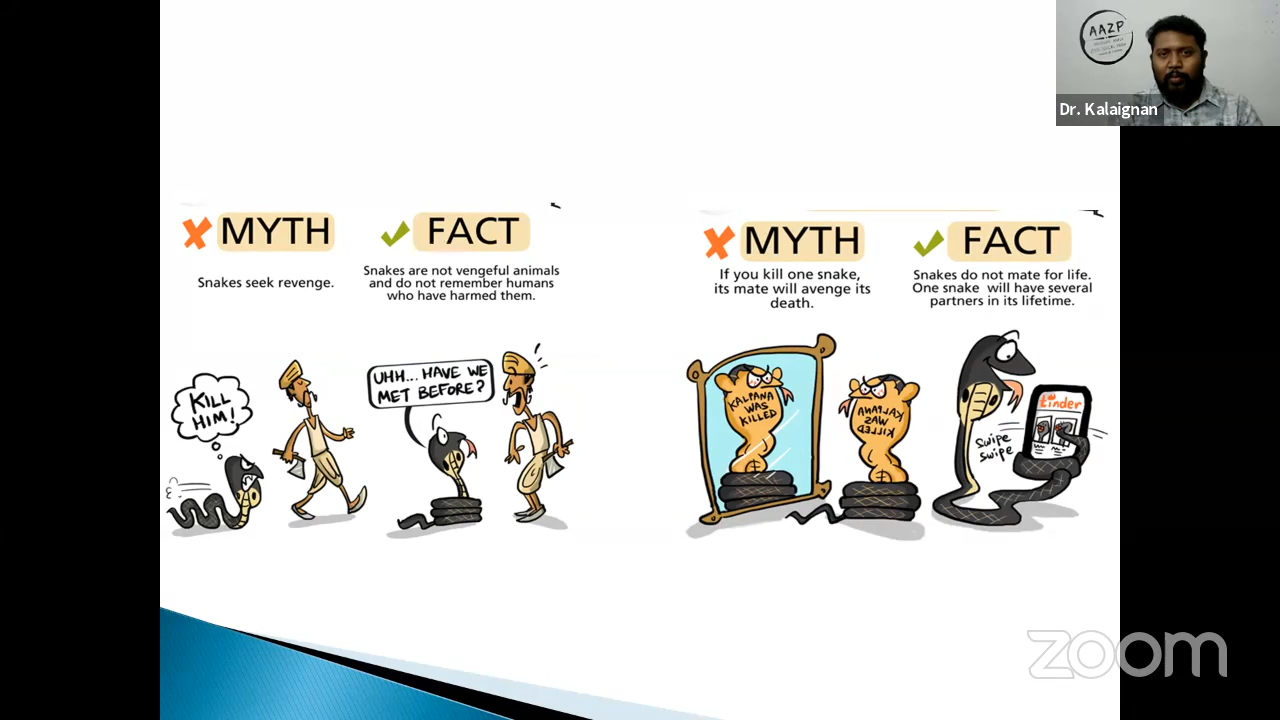 AAZP
Dr. Kalaignan
MYTH
Snakes seek revenge.
FACT
Snakes are not vengeful animals
and do not remember humans
who have harmed them.
KILL
HIM!
UHH... HAVE WE
MET BEFORE?
MYTH
If you kill one snake,
its mate will avenge its
death.
FACT
Snakes do not mate for life.
One snake will have several
partners in its lifetime.
KALPANA
WAS
KILLED
KALPANA
WAS
KILLED
SWIPE
SWIPE
tinder
zoom